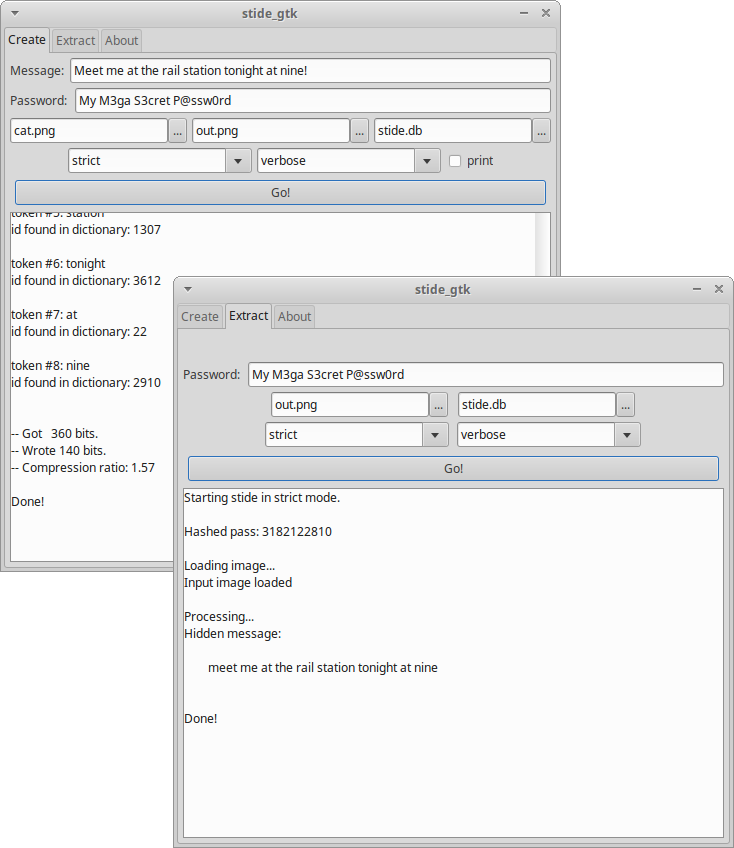 stide_gtk
Create Extract About
Message: Meet me at the rail station tonight at nine!
Password: My M3ga S3cret P@ssw0rd
cat.png ... out.png ... stide.db ...
strict verbose print
Go!
token #5: station
id found in dictionary: 1307
token #6: tonight
id found in dictionary: 3612
token #7: at
id found in dictionary: 22
token #8: nine
id found in dictionary: 2910
-- Got 360 bits.
-- Wrote 140 bits.
-- Compression ratio: 1.57
Done!
stide_gtk
Create Extract About
Password: My M3ga S3cret P@ssw0rd
out.png ... stide.db ...
strict verbose
Go!
Starting stide in strict mode.
Hashed pass: 3182122810
Loading image...
Input image loaded
Processing...
Hidden message:
meet me at the rail station tonight at nine
Done!